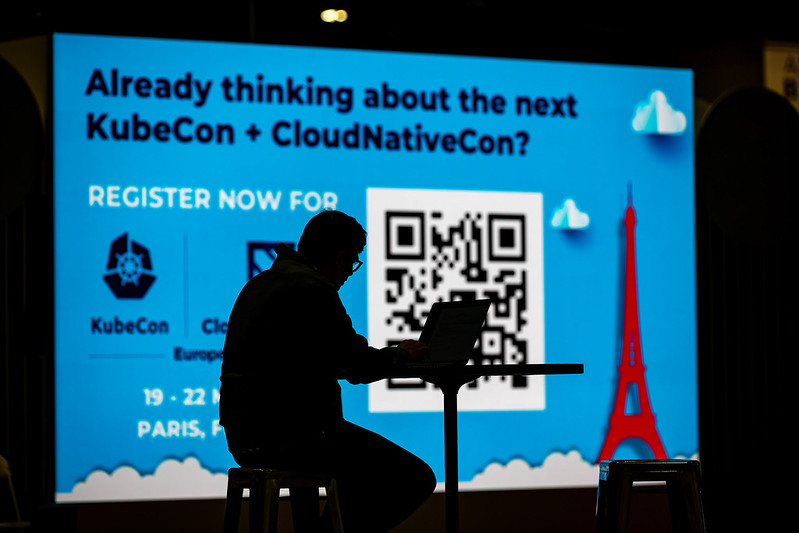 Already thinking about the next
KubeCon + CloudNativeCon?
REGISTER NOW FOR
KubeCon
19 - 22
PARIS,